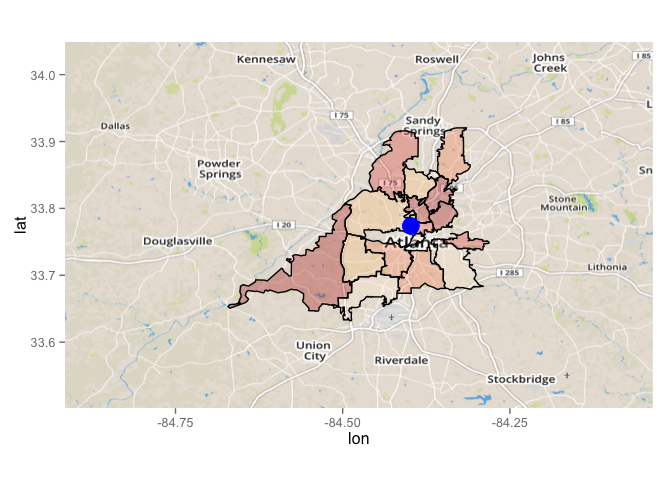 34.0
33.9
33.8
33.7
33.6
lat
-84.75
-84.50
-84.25
lon
Kennesaw
Roswell
Johns
Creek
I 85
I 75
I 85
Dallas
Sandy
Springs
Powder
Springs
I 75
Sn
Stone
Mountain
I 20
Douglasville
Atlanta
I 285
Lithonia
Union
City
Riverdale
Stockbridge